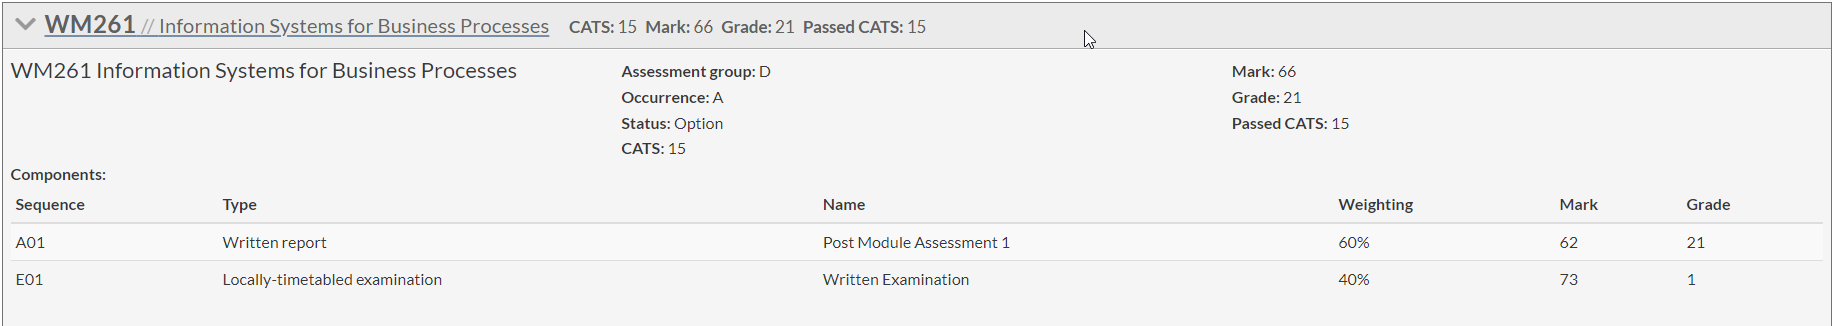 WM261 // Information Systems for Business Processes CATS: 15 Mark: 66 Grade: 21 Passed CATS: 15
WM261 Information Systems for Business Processes
Assessment group: D
Occurrence: A
Status: Option
CATS: 15
Mark: 66
Grade: 21
Passed CATS: 15
Components:
Sequence Type Name Weighting Mark Grade
A01 Written report Post Module Assessment 1 60% 62 21
E01 Locally-timetabled examination Written Examination 40% 73 1